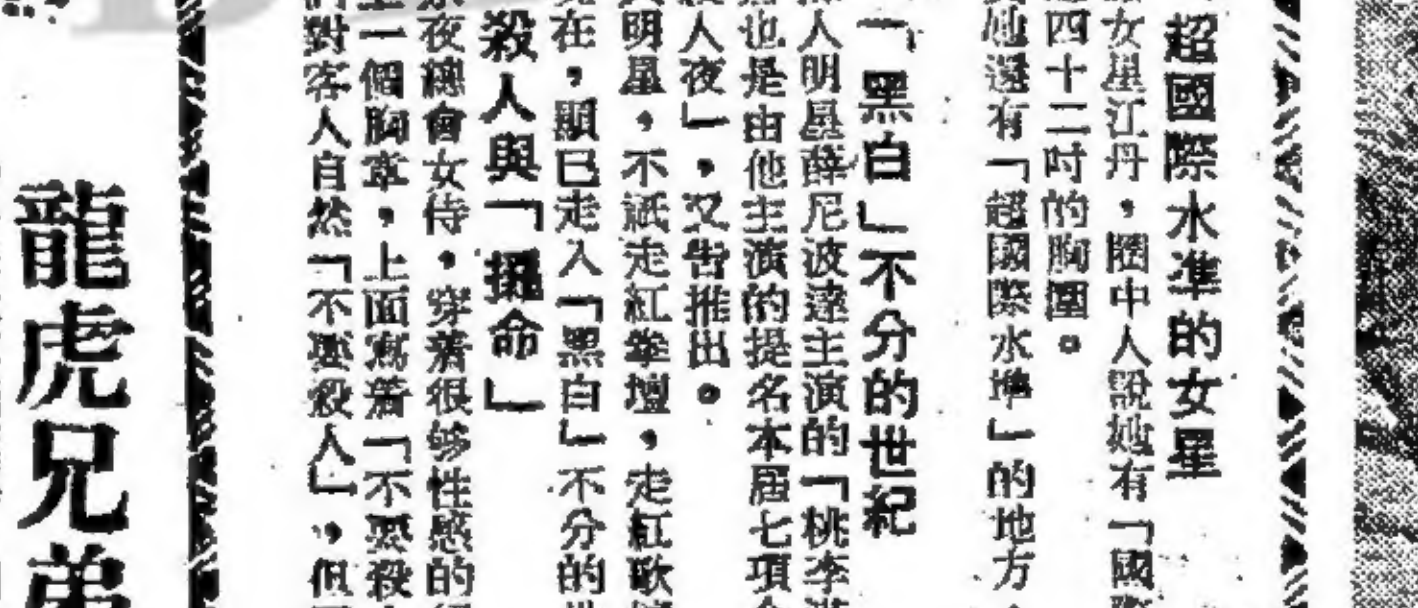 超國際水準的女星
女星江丹,圈中人說她有「國際
四十二吋的胸圍。
她還有「超國際水準」的地方
「黑白」不分的世紀
人明星薛尼波達主演的「桃李滿
也是由他主演的提名本屆七項金
人夜」,又告推出。
明星,不祇走紅拳壇,走紅歌
在,顯已走入「黑白」不分的世
殺人與「搵命」
夜總會女侍,穿着很够性感的
一個胸章,上面寫着「不要殺
對客人自然「不要殺人」,但
龍虎兄弟